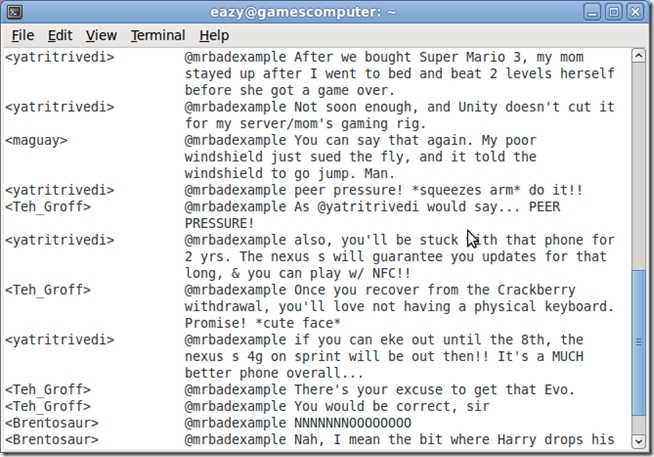 eazy@gamescomputer: ~
File Edit View Terminal Help
<yatritrivedi> @mrbadexample After we bought Super Mario 3, my mom
stayed up after I went to bed and beat 2 levels herself
before she got a game over.
<yatritrivedi> @mrbadexample Not soon enough, and Unity doesn't cut it
for my server/mom's gaming rig.
<maguay> @mrbadexample You can say that again. My poor
windshield just sued the fly, and it told the
windshield to go jump. Man.
<yatritrivedi> @mrbadexample peer pressure! *squeezes arm* do it!!
<Teh_Groff> @mrbadexample As @yatritrivedi would say... PEER
PRESSURE!
<yatritrivedi> @mrbadexample also, you'll be stuck with that phone for
2 yrs. The nexus s will guarantee you updates for that
long, & you can play w/ NFC!!
<Teh_Groff> @mrbadexample Once you recover from the Crackberry
withdrawal, you'll love not having a physical keyboard.
Promise! *cute face*
<yatritrivedi> @mrbadexample if you can eke out until the 8th, the
nexus s 4g on sprint will be out then!! It's a MUCH
better phone overall...
<Teh_Groff> @mrbadexample There's your excuse to get that Evo.
<Teh_Groff> @mrbadexample You would be correct, sir
<Brentosaur> @mrbadexample NNNNNNNOOOOOOOO
<Brentosaur> @mrbadexample Nah, I mean the bit where Harry drops his